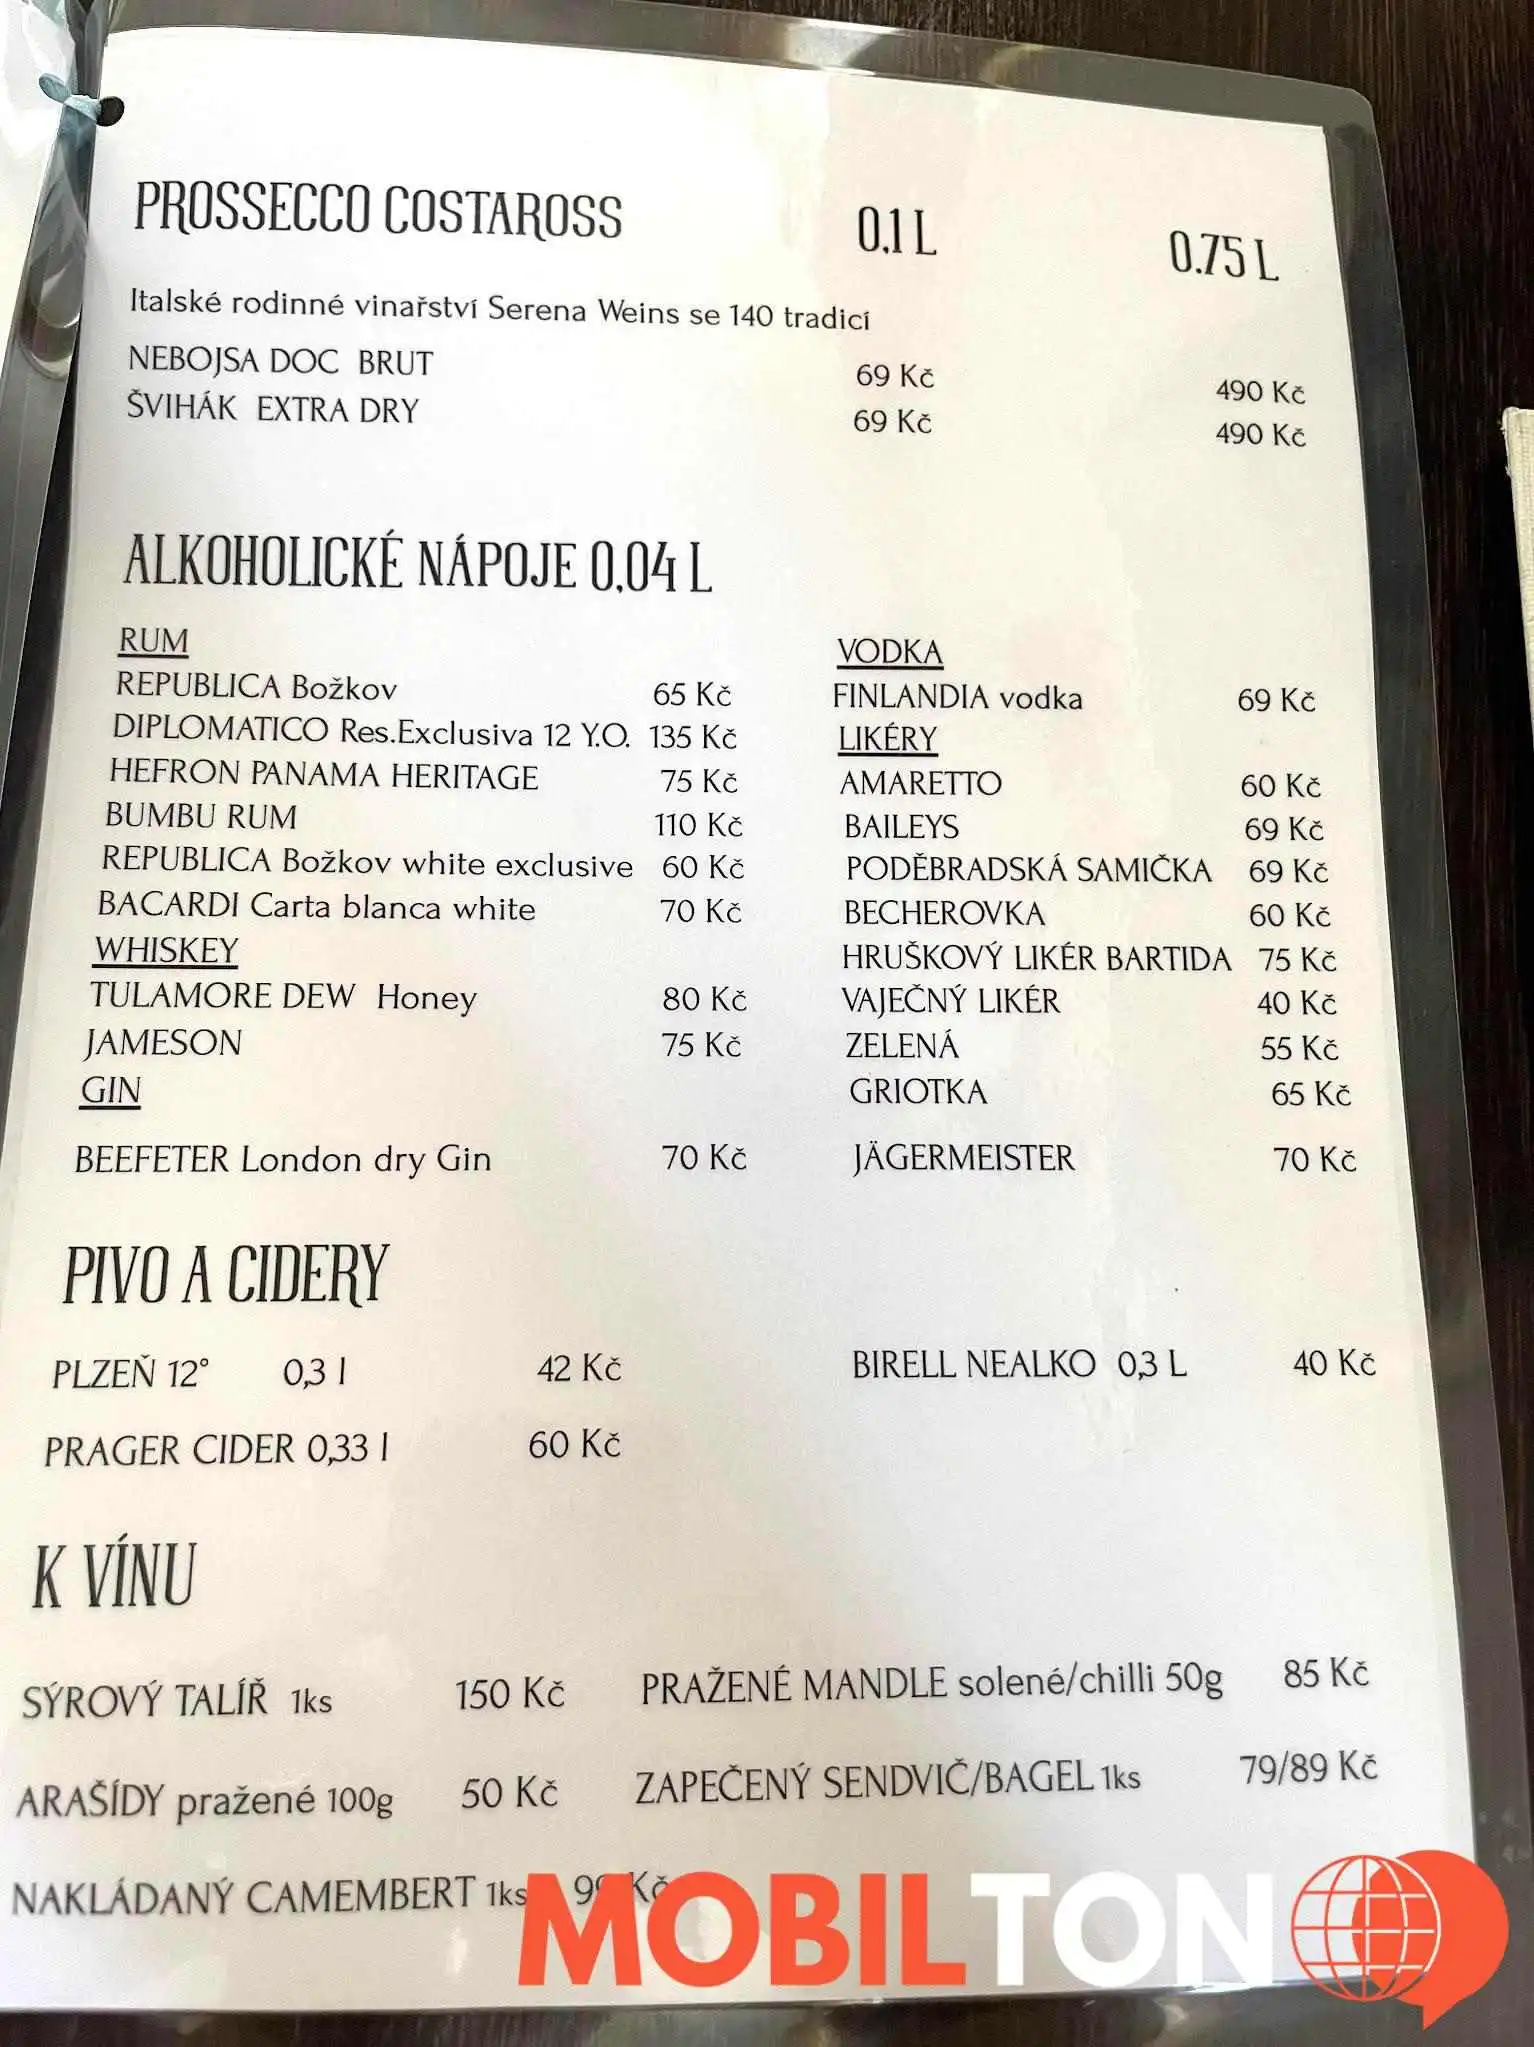 PROSSECCO COSTAROSS 0,1 L 0.75 L
Italské rodinné vinařství Serena Weins se 140 tradicí
NEBOJSA DOC BRUT 69 Kč 490 Kč
ŠVIHÁK EXTRA DRY 69 Kč 490 Kč
ALKOHOLICKÉ NÁPOJE 0,04 L
RUM
REPUBLICA Božkov 65 Kč
DIPLOMATICO Res.Exclusiva 12 Y.O. 135 Kč
HEFRON PANAMA HERITAGE 75 Kč
BUMBU RUM 110 Kč
REPUBLICA Božkov white exclusive 60 Kč
BACARDI Carta blanca white 70 Kč
WHISKEY
TULAMORE DEW Honey 80 Kč
JAMESON 75 Kč
GIN
BEEFETER London dry Gin 70 Kč
VODKA
FINLANDIA vodka 69 Kč
LIKÉRY
AMARETTO 60 Kč
BAILEYS 69 Kč
PODĚBRADSKÁ SAMIČKA 69 Kč
BECHEROVKA 60 Kč
HRUŠKOVÝ LIKÉR BARTIDA 75 Kč
VAJEČNÝ LIKÉR 40 Kč
ZELENÁ 55 Kč
GRIOTKA 65 Kč
JÄGERMEISTER 70 Kč
PIVO A CIDERY
PLZEŇ 12° 0,3 l 42 Kč
BIRELL NEALKO 0,3 L 40 Kč
PRAGER CIDER 0,33 l 60 Kč
K VÍNU
SÝROVÝ TALÍŘ 1ks 150 Kč
PRAŽENÉ MANDLE solené/chilli 50g 85 Kč
ARAŠÍDY pražené 100g 50 Kč
ZAPEČENÝ SENDVIČ/BAGEL 1ks 79/89 Kč
NAKLÁDANÝ CAMEMBERT 1ks Kč
MOBILTON